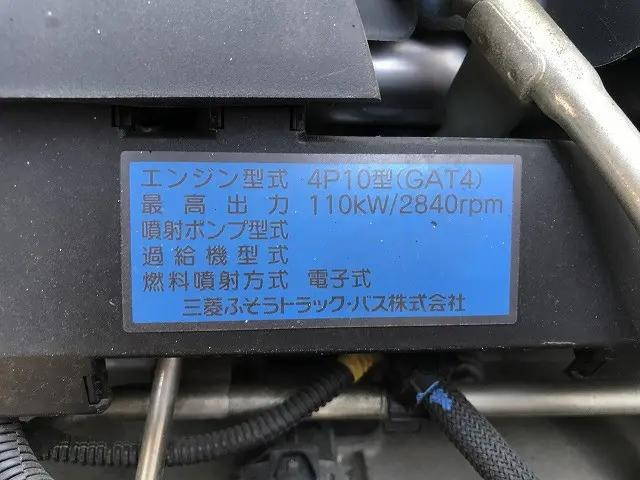 エンジン型式 4P10型(GAT4)
最高出力 110kW/2840rpm
噴射ポンプ型式
過給機型式
燃料噴射方式 電子式
三菱ふそうトラック・バス株式会社